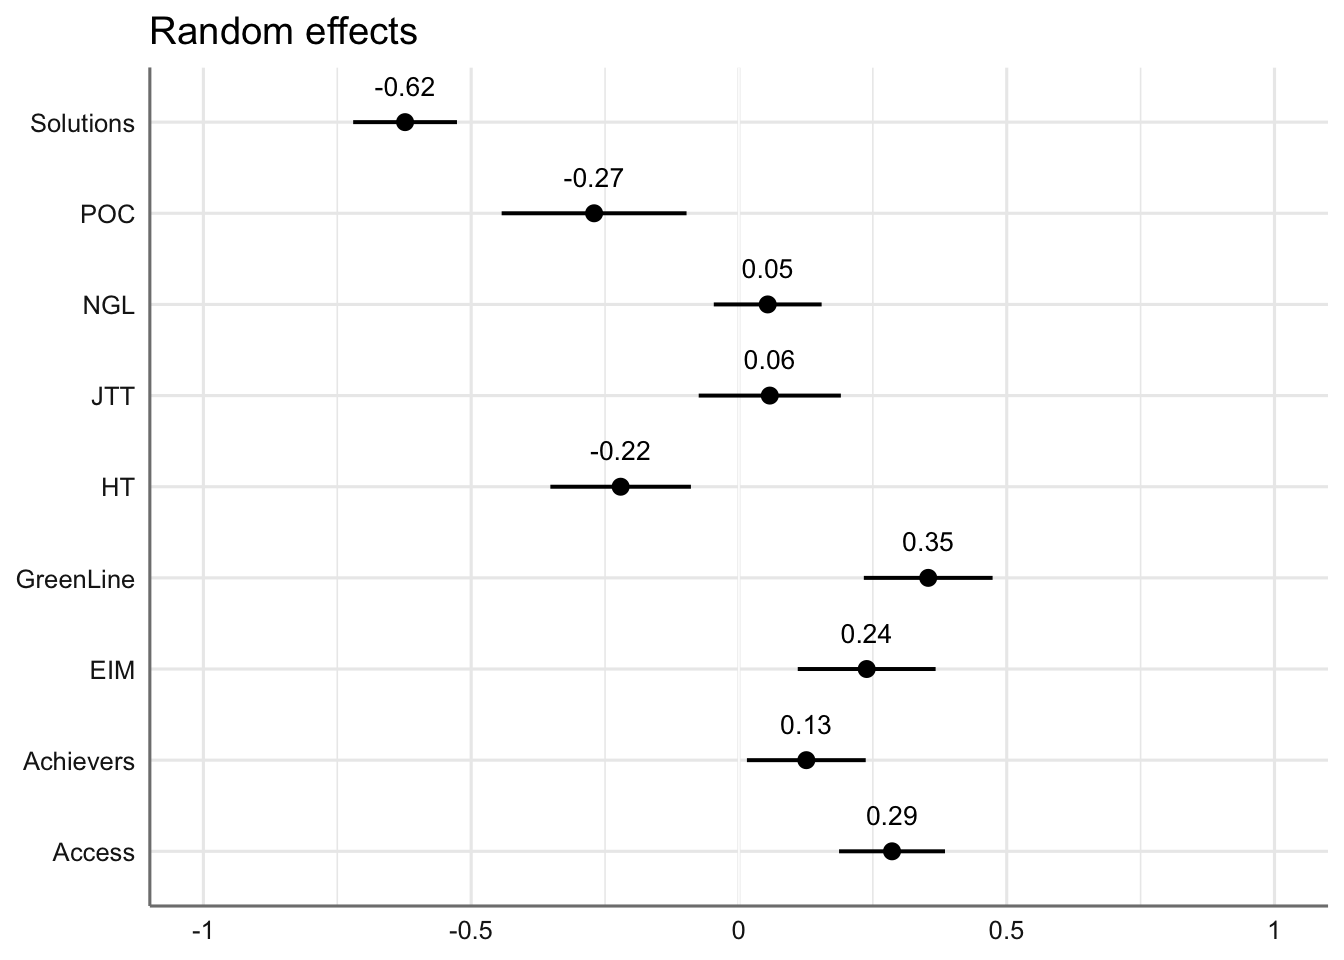 Random effects
-0.62
Solutions
-0.27
POC
0.05
NGL
0.06
JTT
-0.22
HT
0.35
GreenLine
0.24
EIM
0.13
Achievers
0.29
Access
-1 -0.5 0 0.5 1